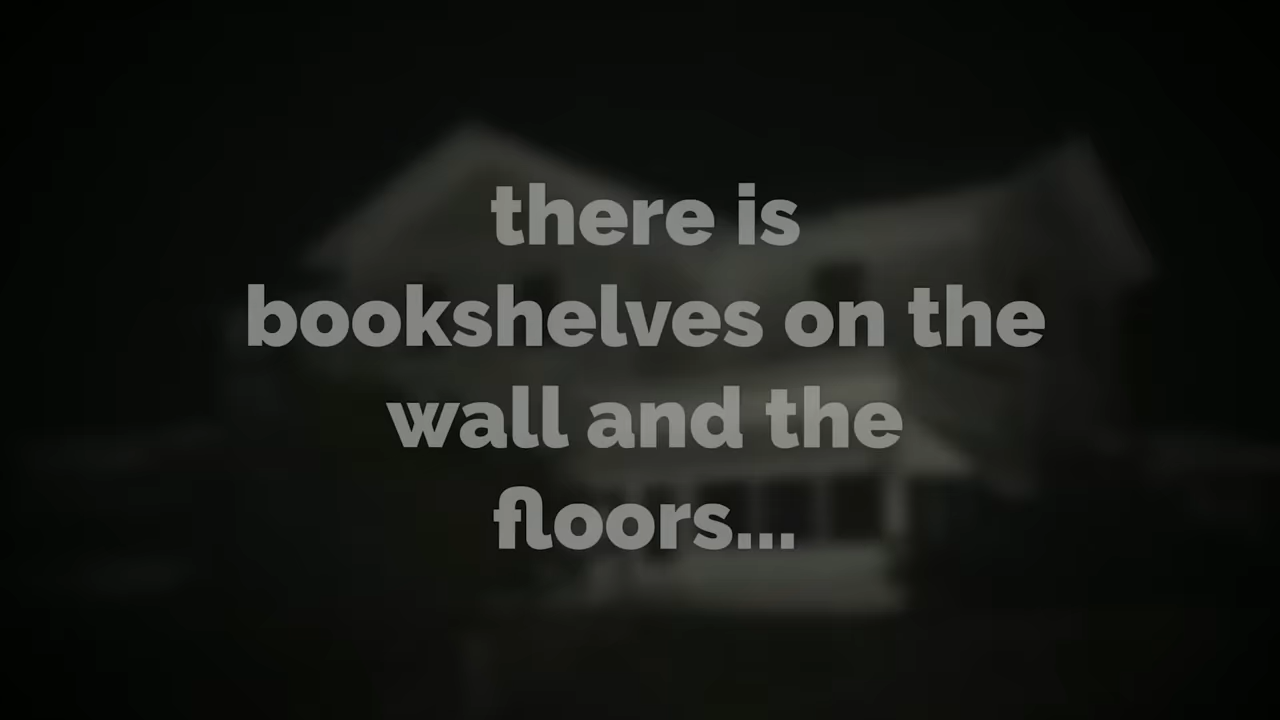 there is
bookshelves on the
wall and the
floors...